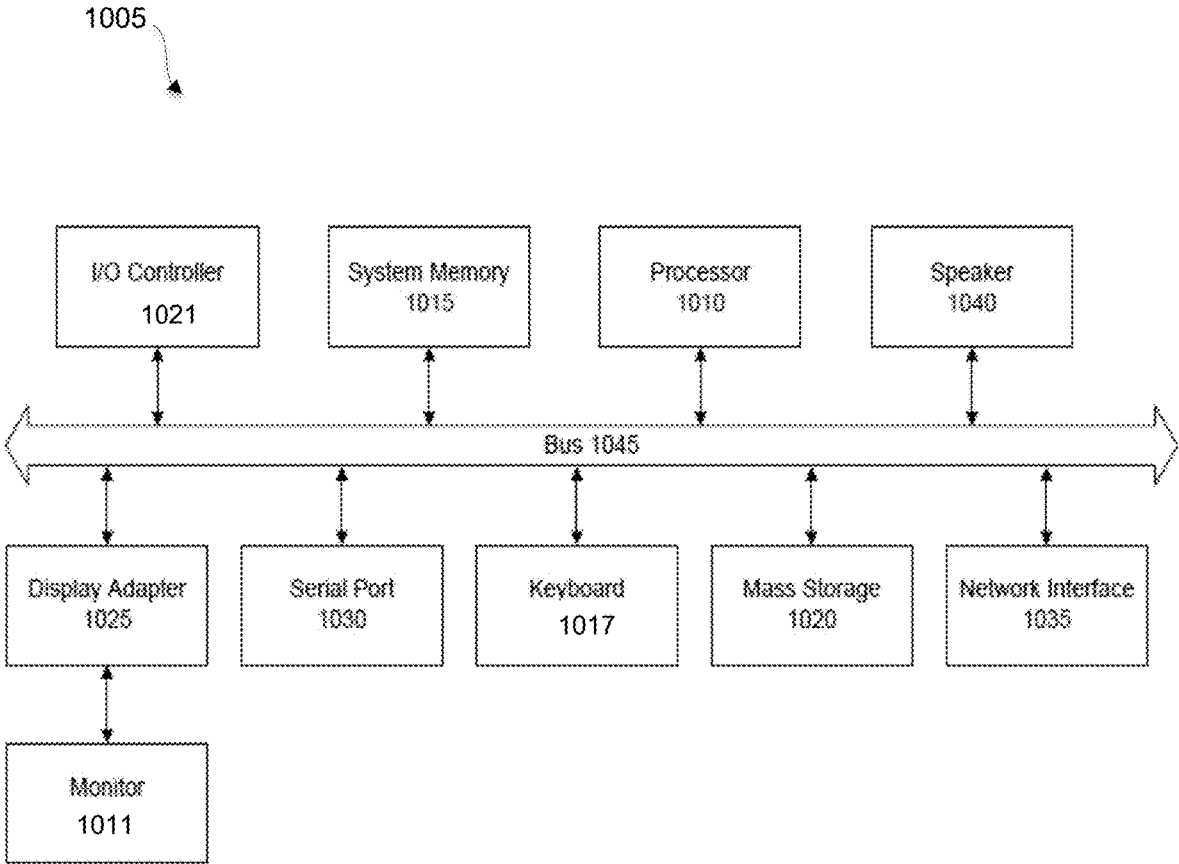 1005
I/O Controller
1021
System Memory
1015
Processor
1010
Speaker
1040
Bus 1045
Display Adapter
1025
Serial Port
1030
Keyboard
1017
Mass Storage
1020
Network Interface
1035
Monitor
1011